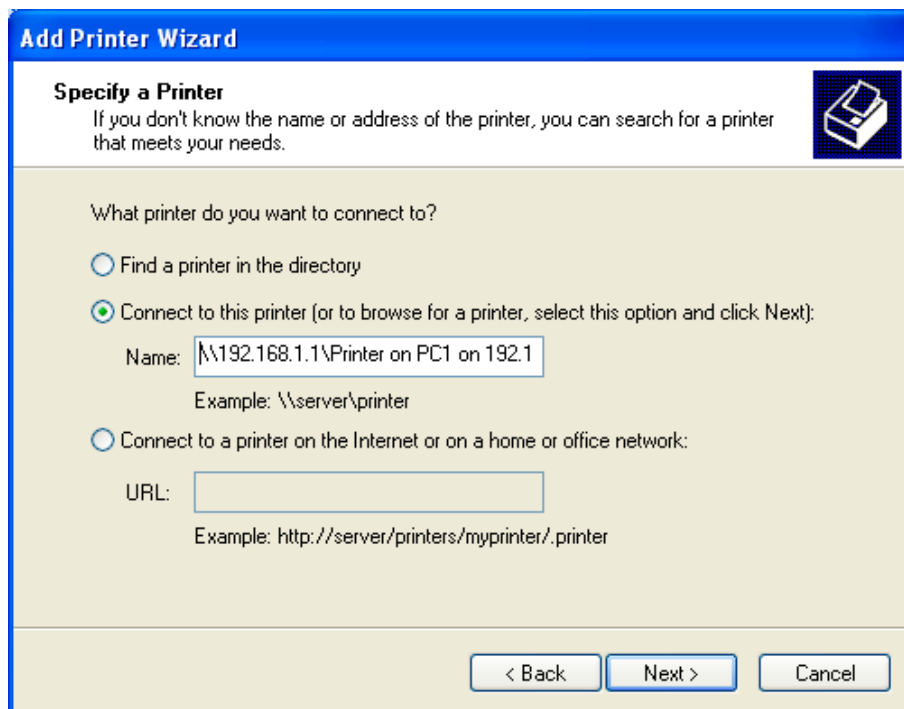 Add Printer Wizard
Specify a Printer
If you don't know the name or address of the printer, you can search for a printer
that meets your needs.
What printer do you want to connect to?
Find a printer in the directory
Connect to this printer (or to browse for a printer, select this option and click Next):
Name: \\192.168.1.1\Printer on PC1 on 192.1
Example: \\server\printer
Connect to a printer on the Internet or on a home or office network:
URL:
Example: http://server/printers/myprinter/.printer
< Back Next > Cancel